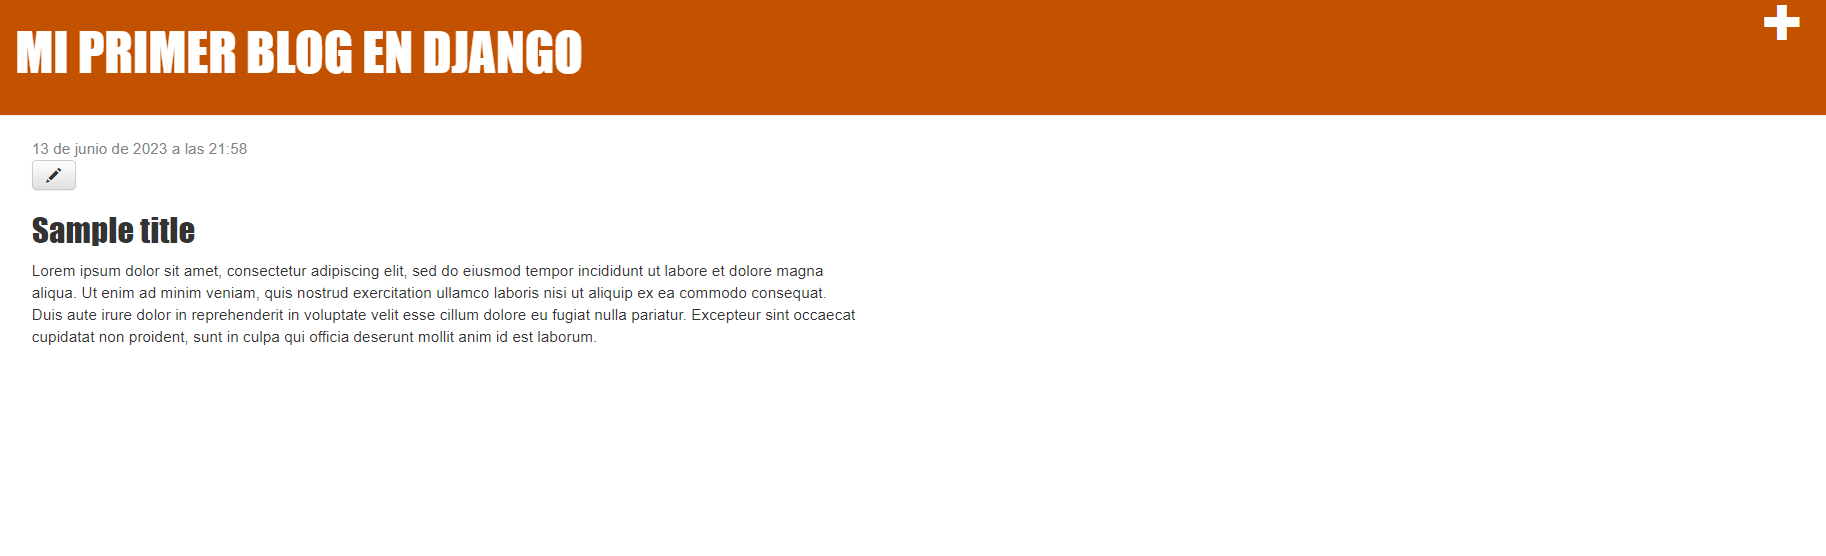 MI PRIMER BLOG EN DJANGO
13 de junio de 2023 a las 21:58
Sample title
Lorem ipsum dolor sit amet, consectetur adipiscing elit, sed do eiusmod tempor incididunt ut labore et dolore magna
aliqua. Ut enim ad minim veniam, quis nostrud exercitation ullamco laboris nisi ut aliquip ex ea commodo consequat.
Duis aute irure dolor in reprehenderit in voluptate velit esse cillum dolore eu fugiat nulla pariatur. Excepteur sint occaecat
cupidatat non proident, sunt in culpa qui officia deserunt mollit anim id est laborum.